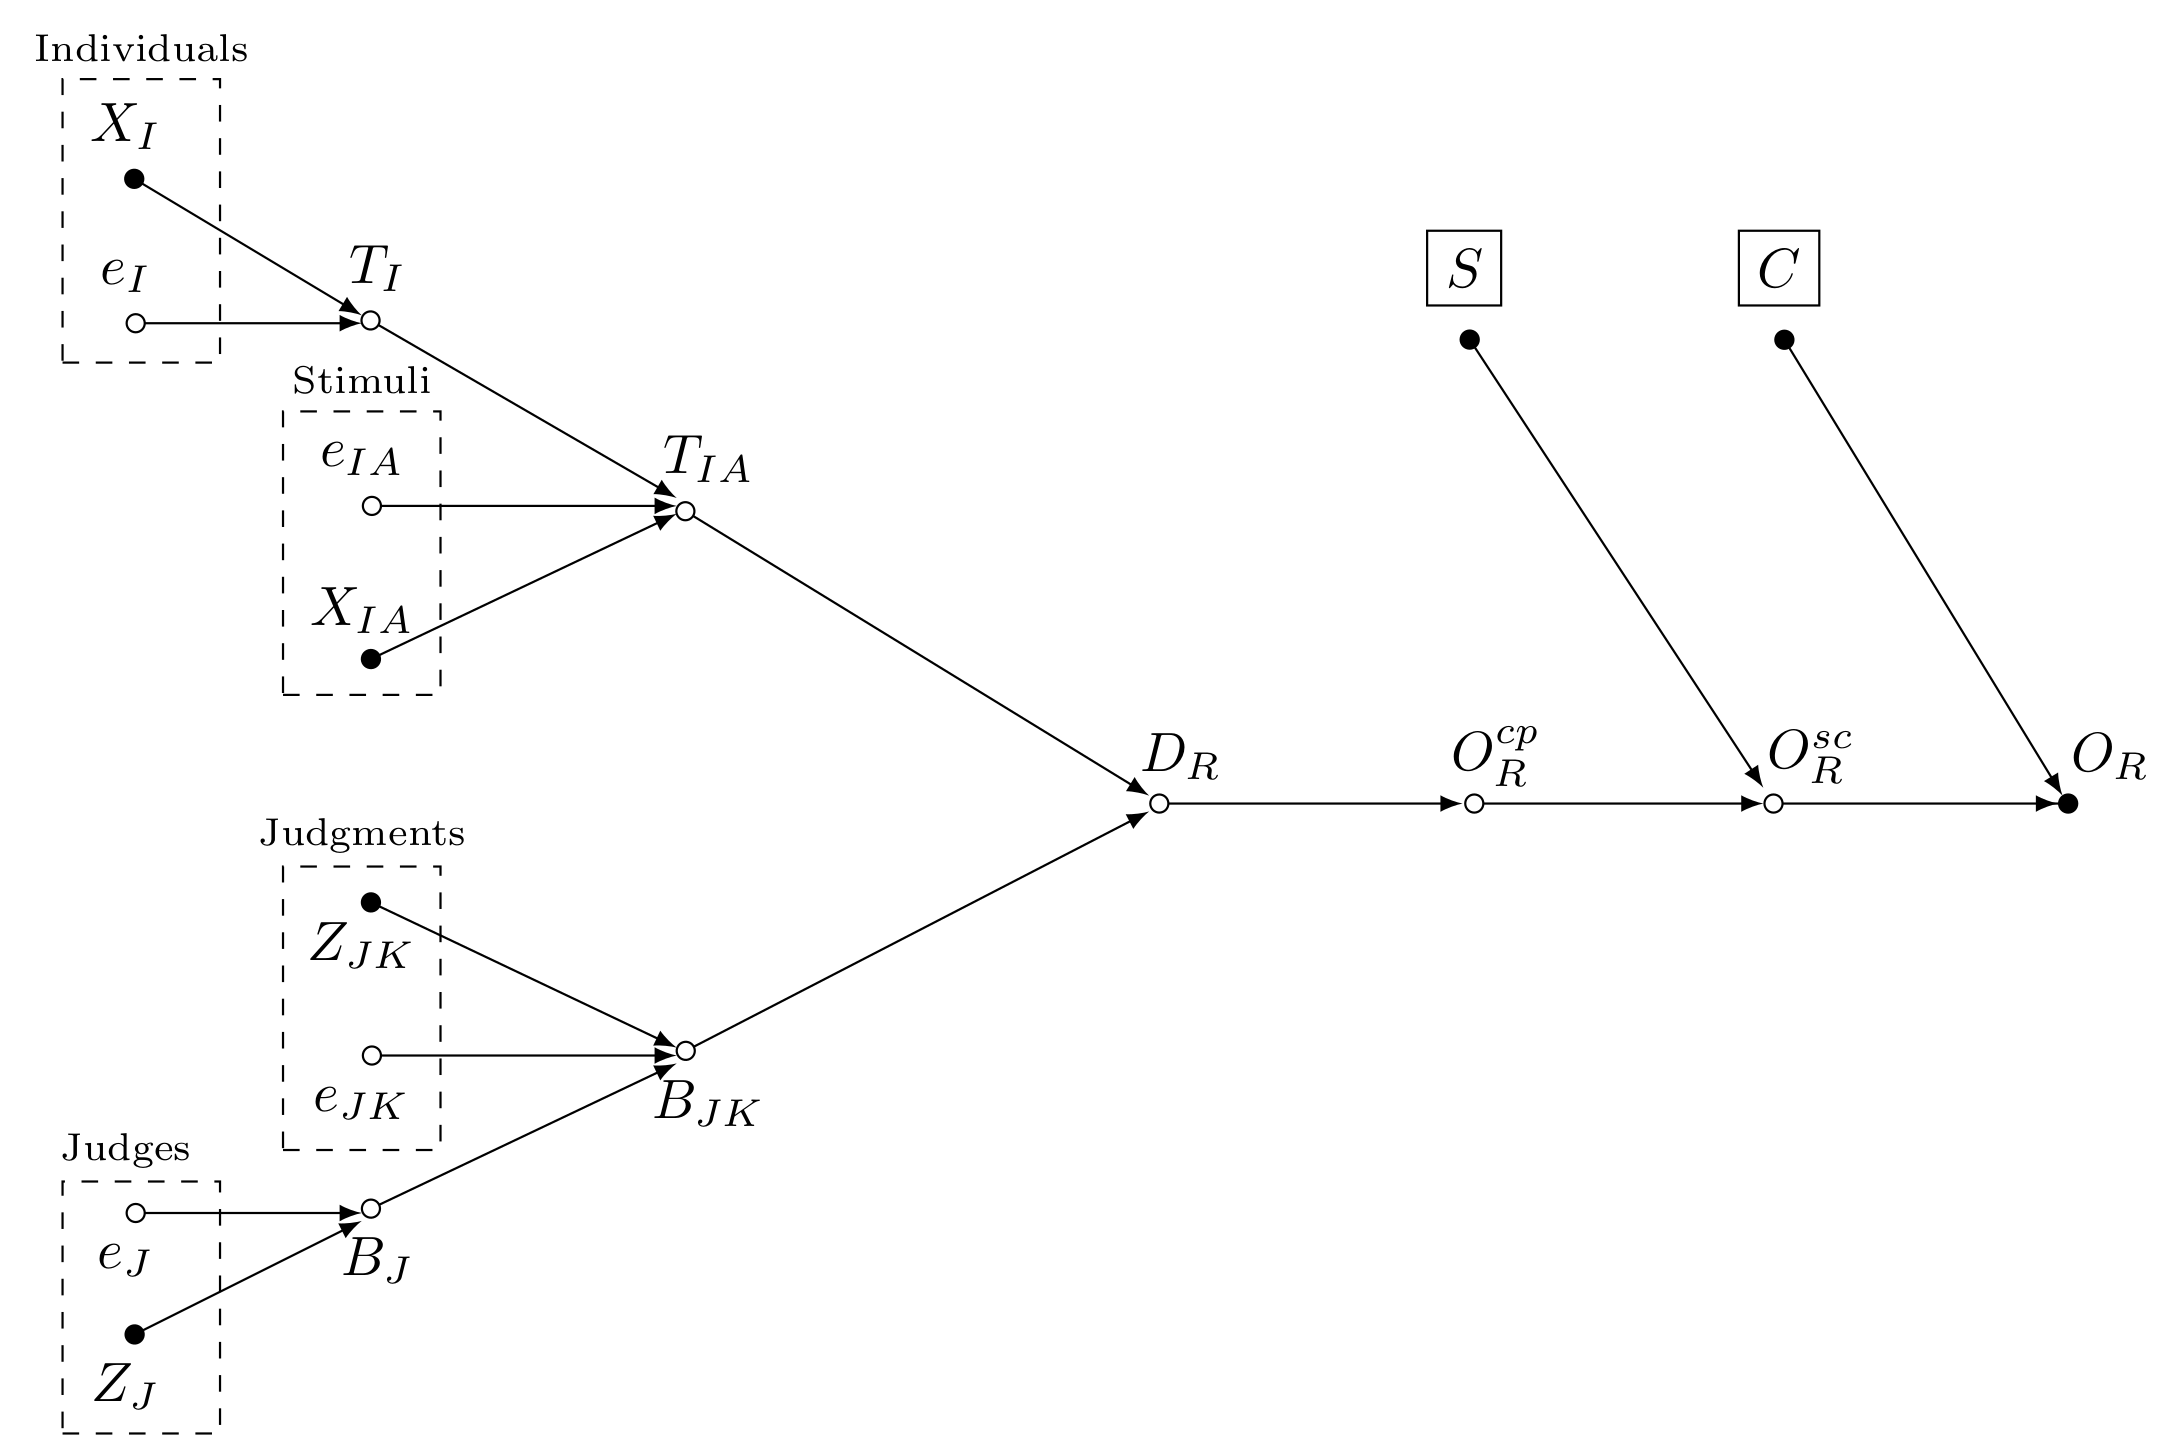 Individuals
X_I
e_I
T_I
Stimuli
e_{IA}
T_{IA}
X_{IA}
S
C
D_R
O_R^{cp}
O_R^{sc}
O_R
Judgments
Z_{JK}
e_{JK}
B_{JK}
Judges
e_J
B_J
Z_J